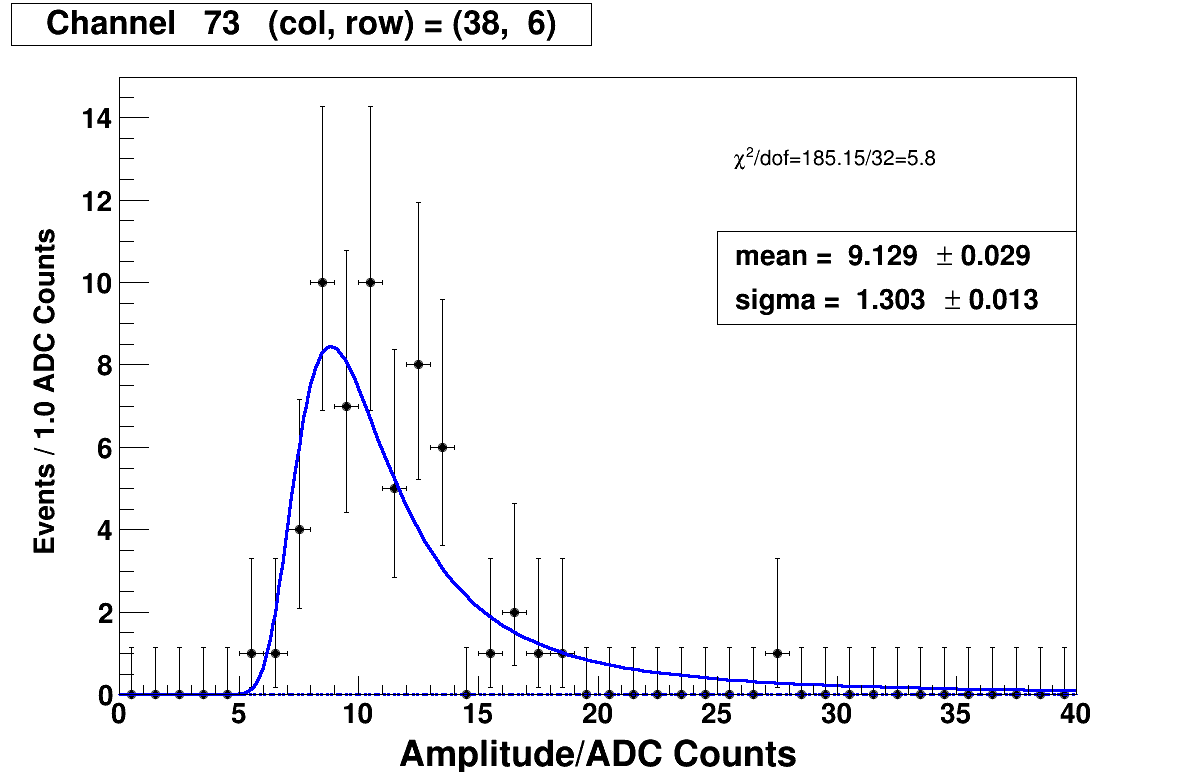 Channel 73 (col, row) = (38, 6)
14
12
10
8
6
4
2
0
Events / 1.0 ADC Counts
χ²/dof=185.15/32=5.8
mean = 9.129 ± 0.029
sigma = 1.303 ± 0.013
0 5 10 15 20 25 30 35 40
Amplitude/ADC Counts